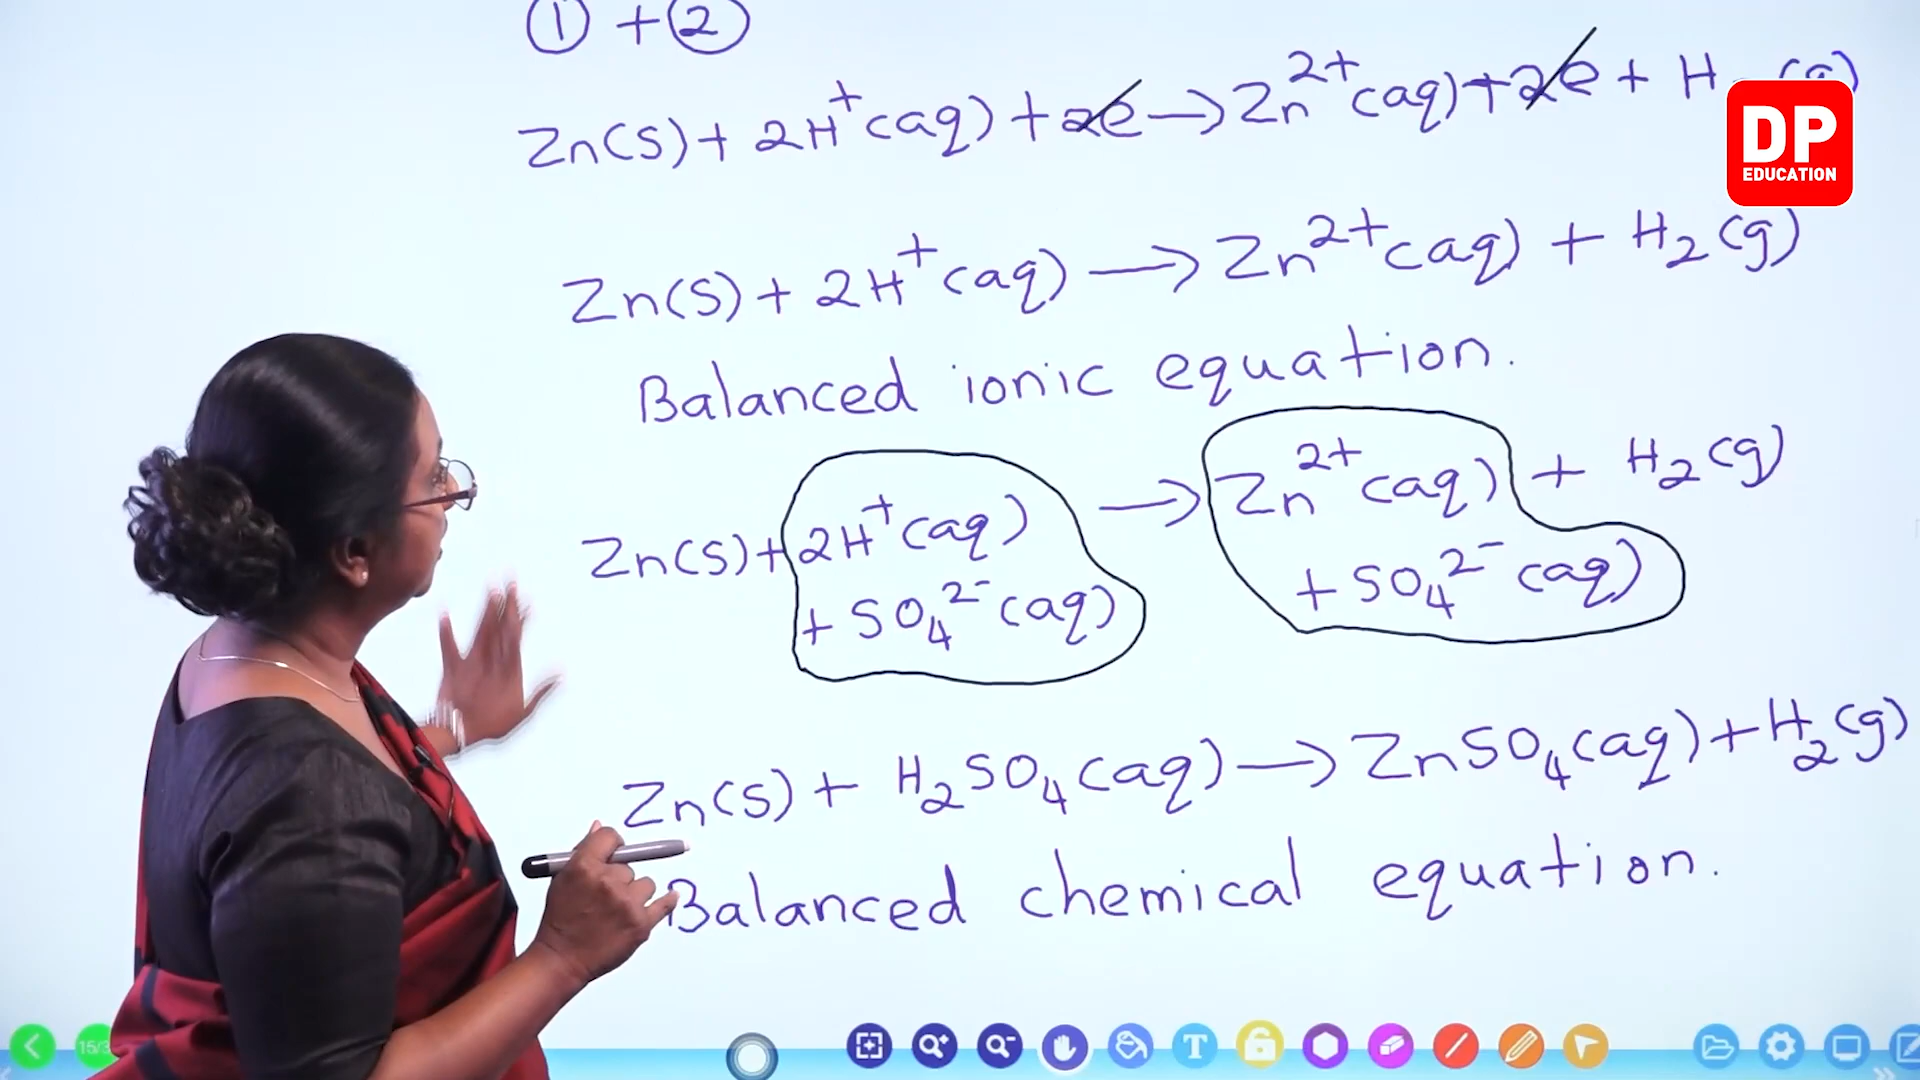 ① + ②
Zn(s) + 2H⁺(aq) + 2e → Zn²⁺(aq) + 2e + H
DP
EDUCATION
Zn(s) + 2H⁺(aq) → Zn²⁺(aq) + H₂(g)
Balanced ionic equation.
Zn(s) + 2H⁺(aq) → Zn²⁺(aq) + H₂(g)
+ SO₄²⁻(aq) + SO₄²⁻(aq)
Zn(s) + H₂SO₄(aq) → ZnSO₄(aq) + H₂(g)
Balanced chemical equation.
15/3
T